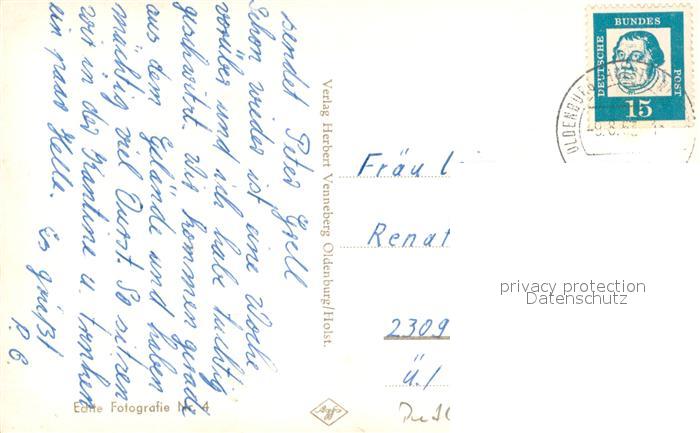 sendet Peter
Schon wieder ist eine Woche
vorüber und ich habe tüchtig
geschwitzt. Wir kommen gerade
aus dem Gelände und haben
mächtig viel Durst. So sitzen
wir in der Kantine u. trinken
ein paar Helle. Es grüßt
P. E.
Verlag Herbert Venneberg Oldenburg/Holst.
Echte Fotografie Nr. 4
DEUTSCHE BUNDES POST
15
OLDENBURG
Fräul
Renat
2309
Ü./
privacy protection
Datenschutz